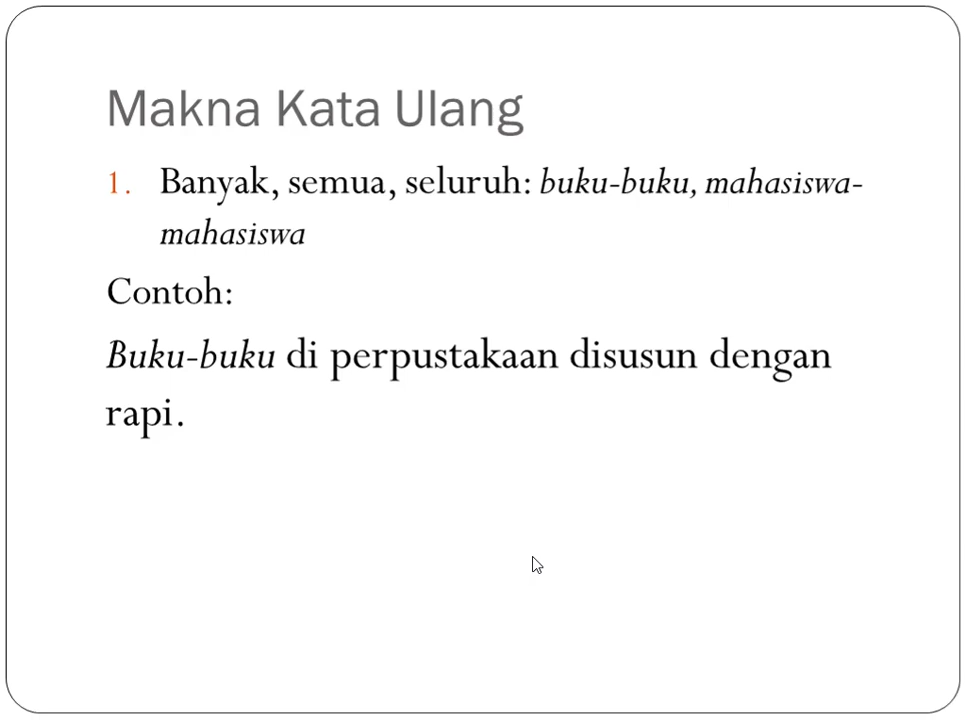 Makna Kata Ulang
1. Banyak, semua, seluruh: buku-buku, mahasiswa-
mahasiswa
Contoh:
Buku-buku di perpustakaan disusun dengan
rapi.